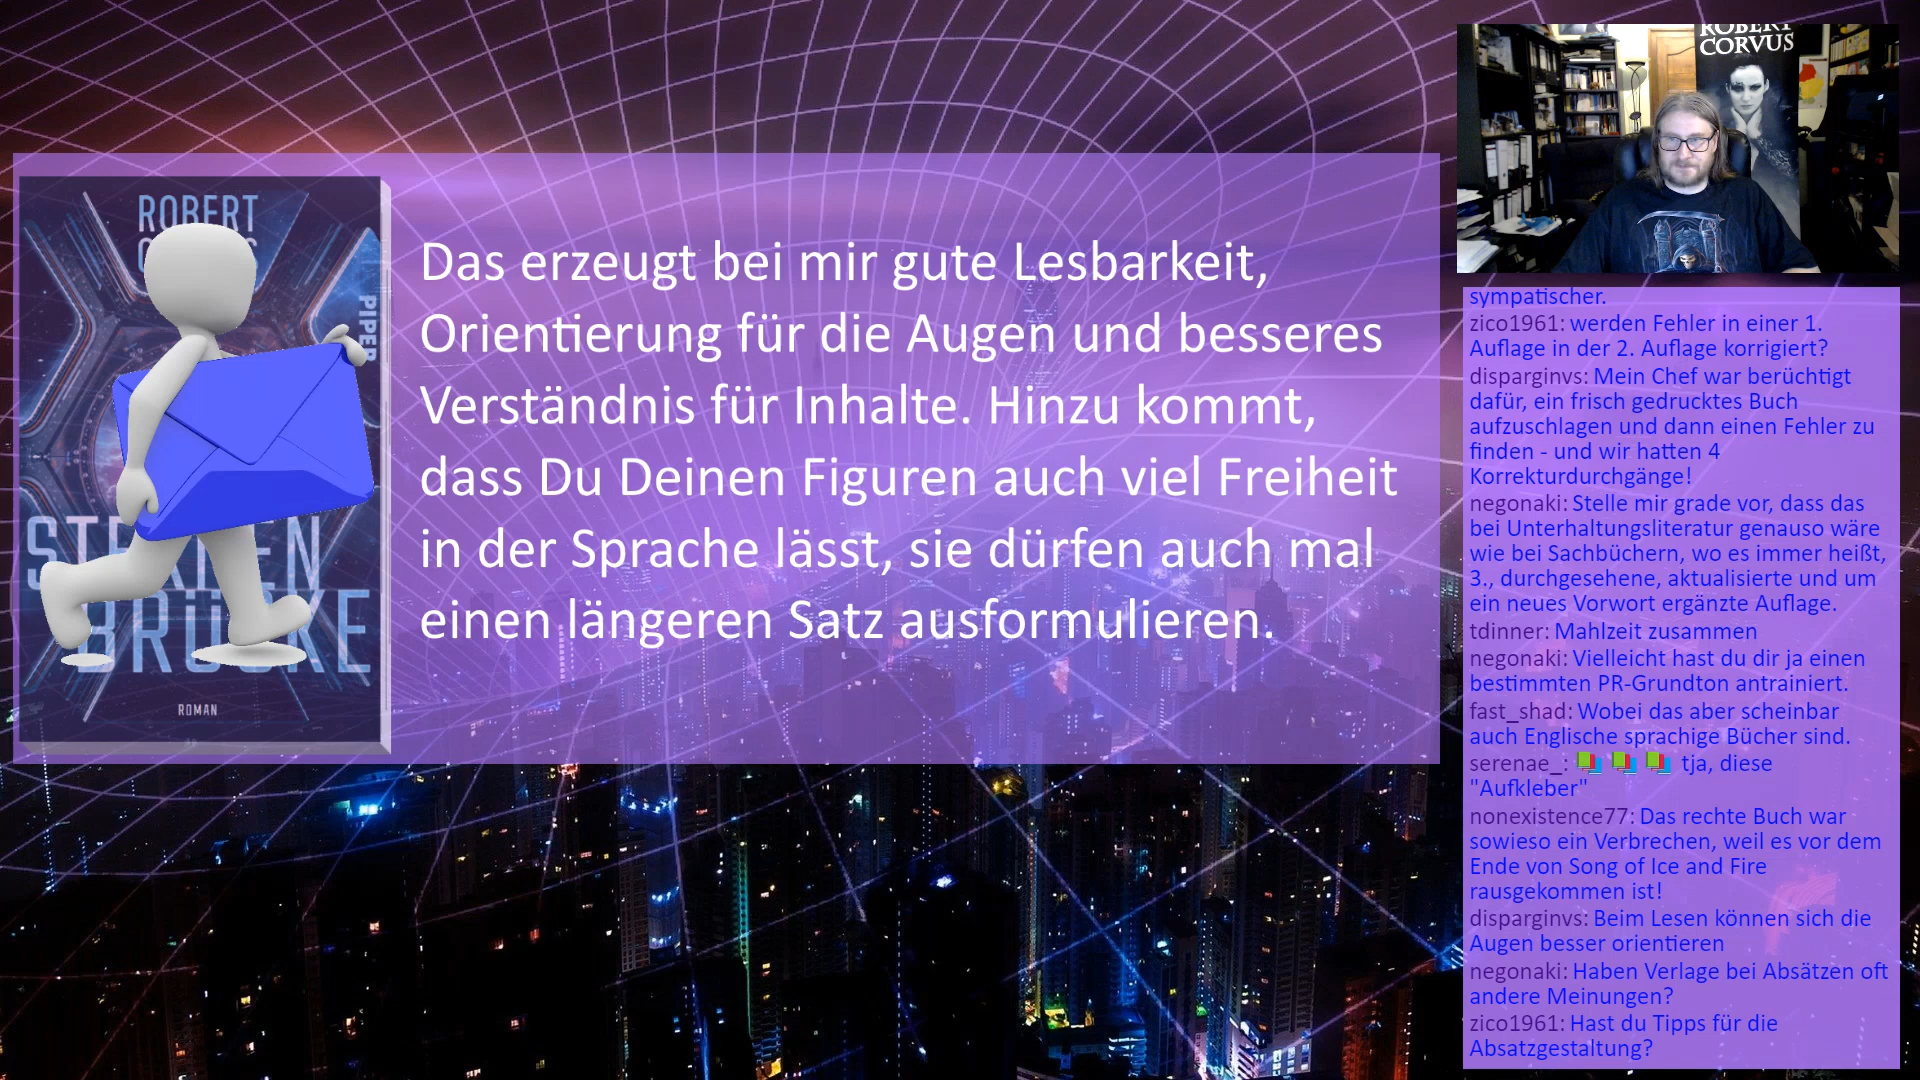 ROBERT
PIPER
BRÜCKE
ROMAN
Das erzeugt bei mir gute Lesbarkeit,
Orientierung für die Augen und besseres
Verständnis für Inhalte. Hinzu kommt,
dass Du Deinen Figuren auch viel Freiheit
in der Sprache lässt, sie dürfen auch mal
einen längeren Satz ausformulieren.
ROBERT
CORVUS
sympatischer.
zico1961: werden Fehler in einer 1.
Auflage in der 2. Auflage korrigiert?
disparginvs: Mein Chef war berüchtigt
dafür, ein frisch gedrucktes Buch
aufzuschlagen und dann einen Fehler zu
finden - und wir hatten 4
Korrekturdurchgänge!
negonaki: Stelle mir grade vor, dass das
bei Unterhaltungsliteratur genauso wäre
wie bei Sachbüchern, wo es immer heißt,
3., durchgesehene, aktualisierte und um
ein neues Vorwort ergänzte Auflage.
tdinner: Mahlzeit zusammen
negonaki: Vielleicht hast du dir ja einen
bestimmten PR-Grundton antrainiert.
fast_shad: Wobei das aber scheinbar
auch Englische sprachige Bücher sind.
serenae_: tja, diese
"Aufkleber"
nonexistence77: Das rechte Buch war
sowieso ein Verbrechen, weil es vor dem
Ende von Song of Ice and Fire
rausgekommen ist!
disparginvs: Beim Lesen können sich die
Augen besser orientieren
negonaki: Haben Verlage bei Absätzen oft
andere Meinungen?
zico1961: Hast du Tipps für die
Absatzgestaltung?